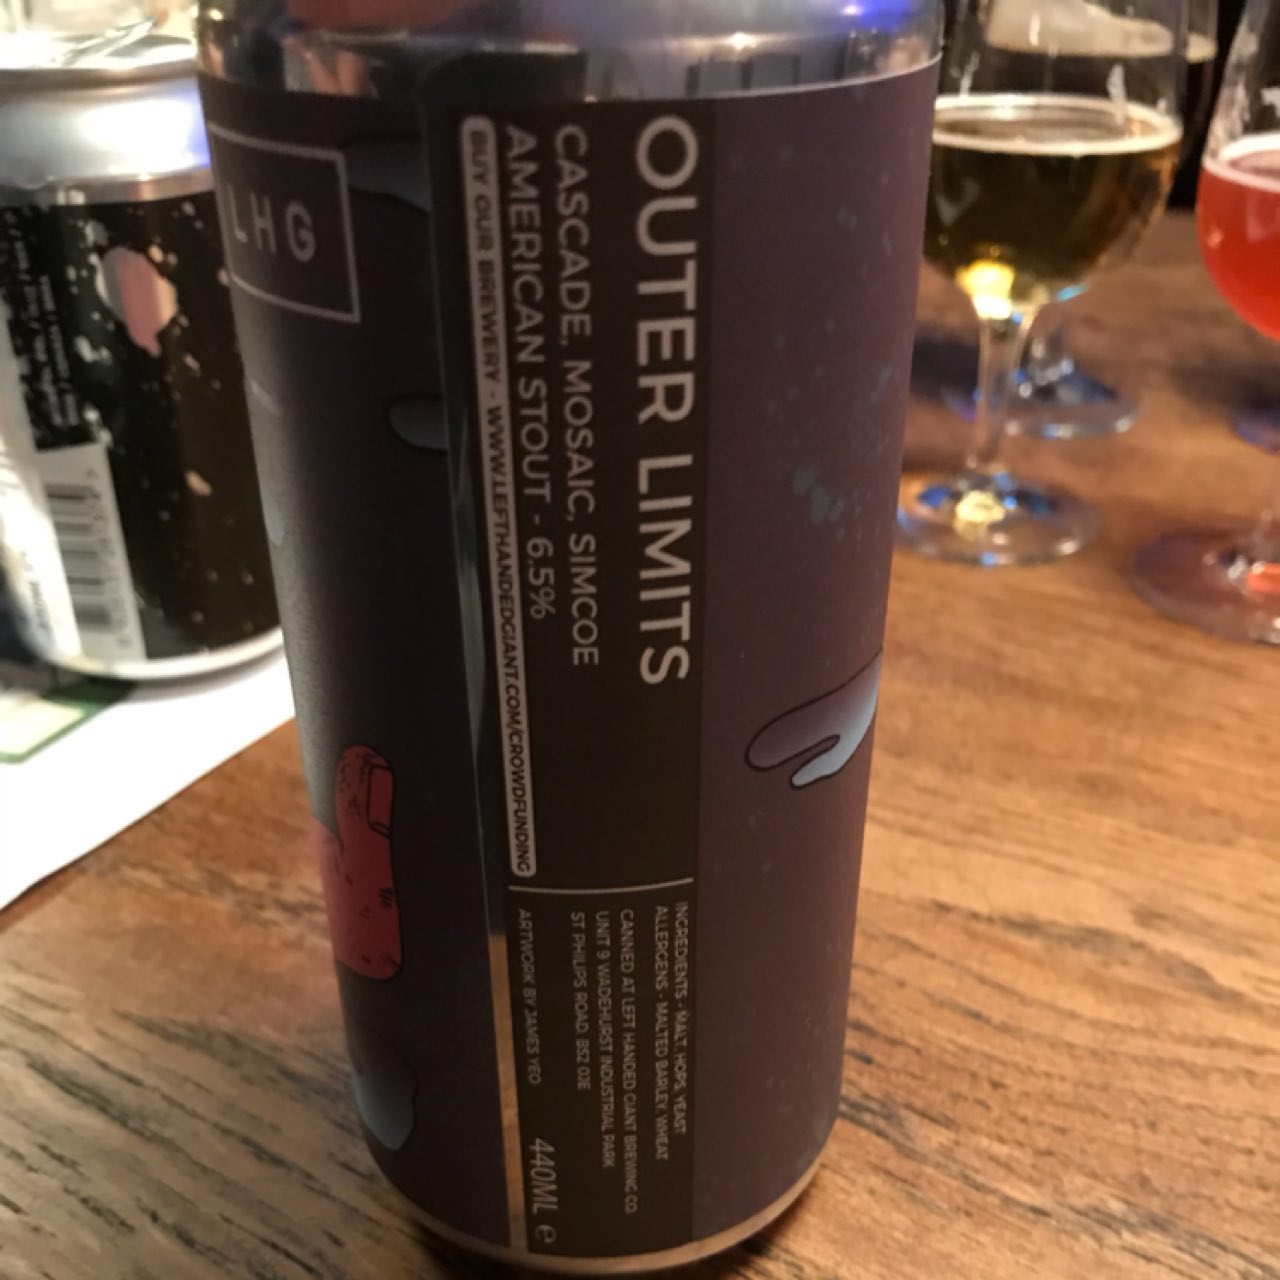 LHG
OUTER LIMITS
CASCADE, MOSAIC, SIMCOE
AMERICAN STOUT - 6.5%
BUY OUR BREWERY - WWW.LEFTHANDEDGIANT.COM/CROWDFUNDING
INGREDIENTS - MALT, HOPS, YEAST
ALLERGENS - MALTED BARLEY, WHEAT
CANNED AT LEFT HANDED GIANT BREWING CO.
UNIT 9 WADEHURST INDUSTRIAL PARK
ST PHILIPS ROAD, BS2 0JE
ARTWORK BY JAMES YEO
440ML e